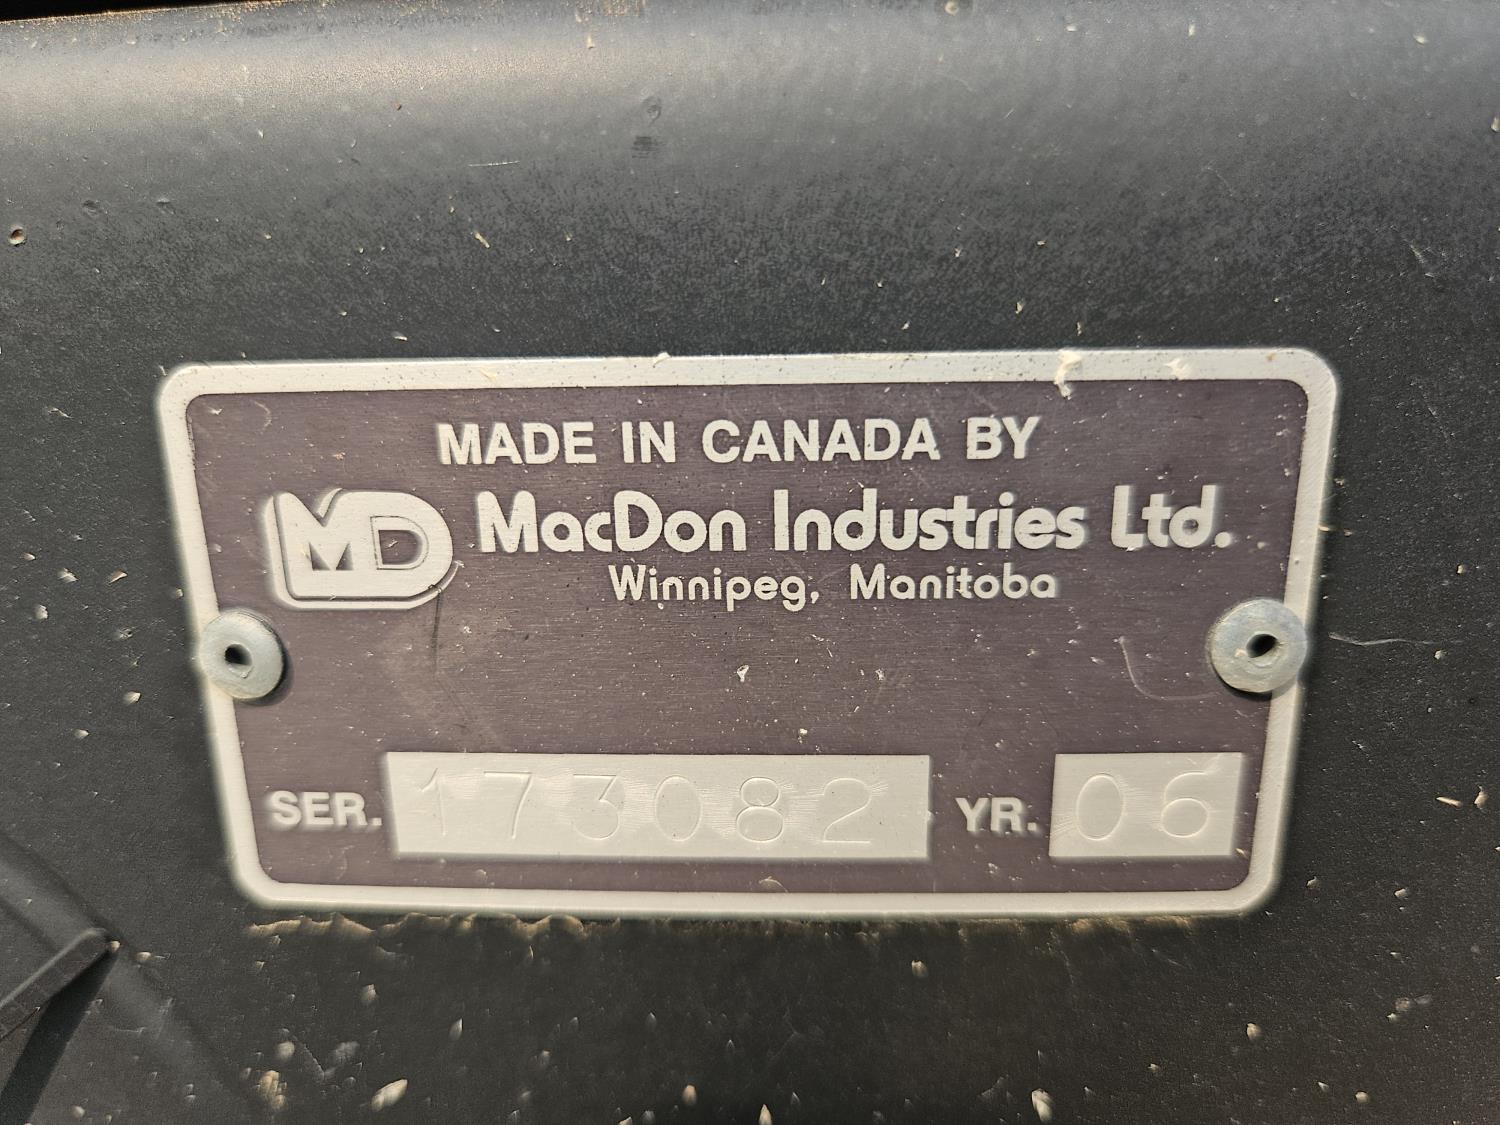 MADE IN CANADA BY
MD MacDon Industries Ltd.
Winnipeg, Manitoba
SER. 173082 YR. 06